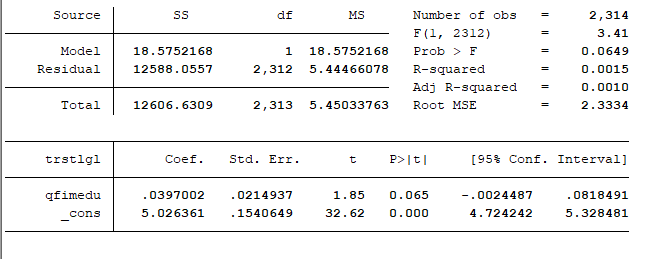 Source SS df MS Number of obs = 2,314
F(1, 2312) = 3.41
Model 18.5752168 1 18.5752168 Prob > F = 0.0649
Residual 12588.0557 2,312 5.44466078 R-squared = 0.0015
Adj R-squared = 0.0010
Total 12606.6309 2,313 5.45033763 Root MSE = 2.3334
trstlgl Coef. Std. Err. t P>|t| [95% Conf. Interval]
qfimedu .0397002 .0214937 1.85 0.065 -.0024487 .0818491
_cons 5.026361 .1540649 32.62 0.000 4.724242 5.328481